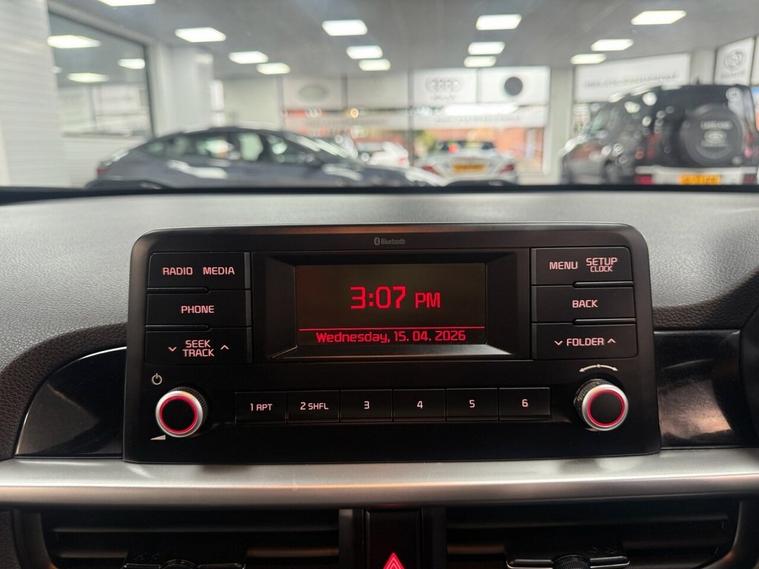 Bluetooth
RADIO MEDIA
PHONE
SEEK
TRACK
3:07 PM
Wednesday, 15. 04. 2026
MENU SETUP
CLOCK
BACK
FOLDER
1 RPT 2 SHFL 3 4 5 6